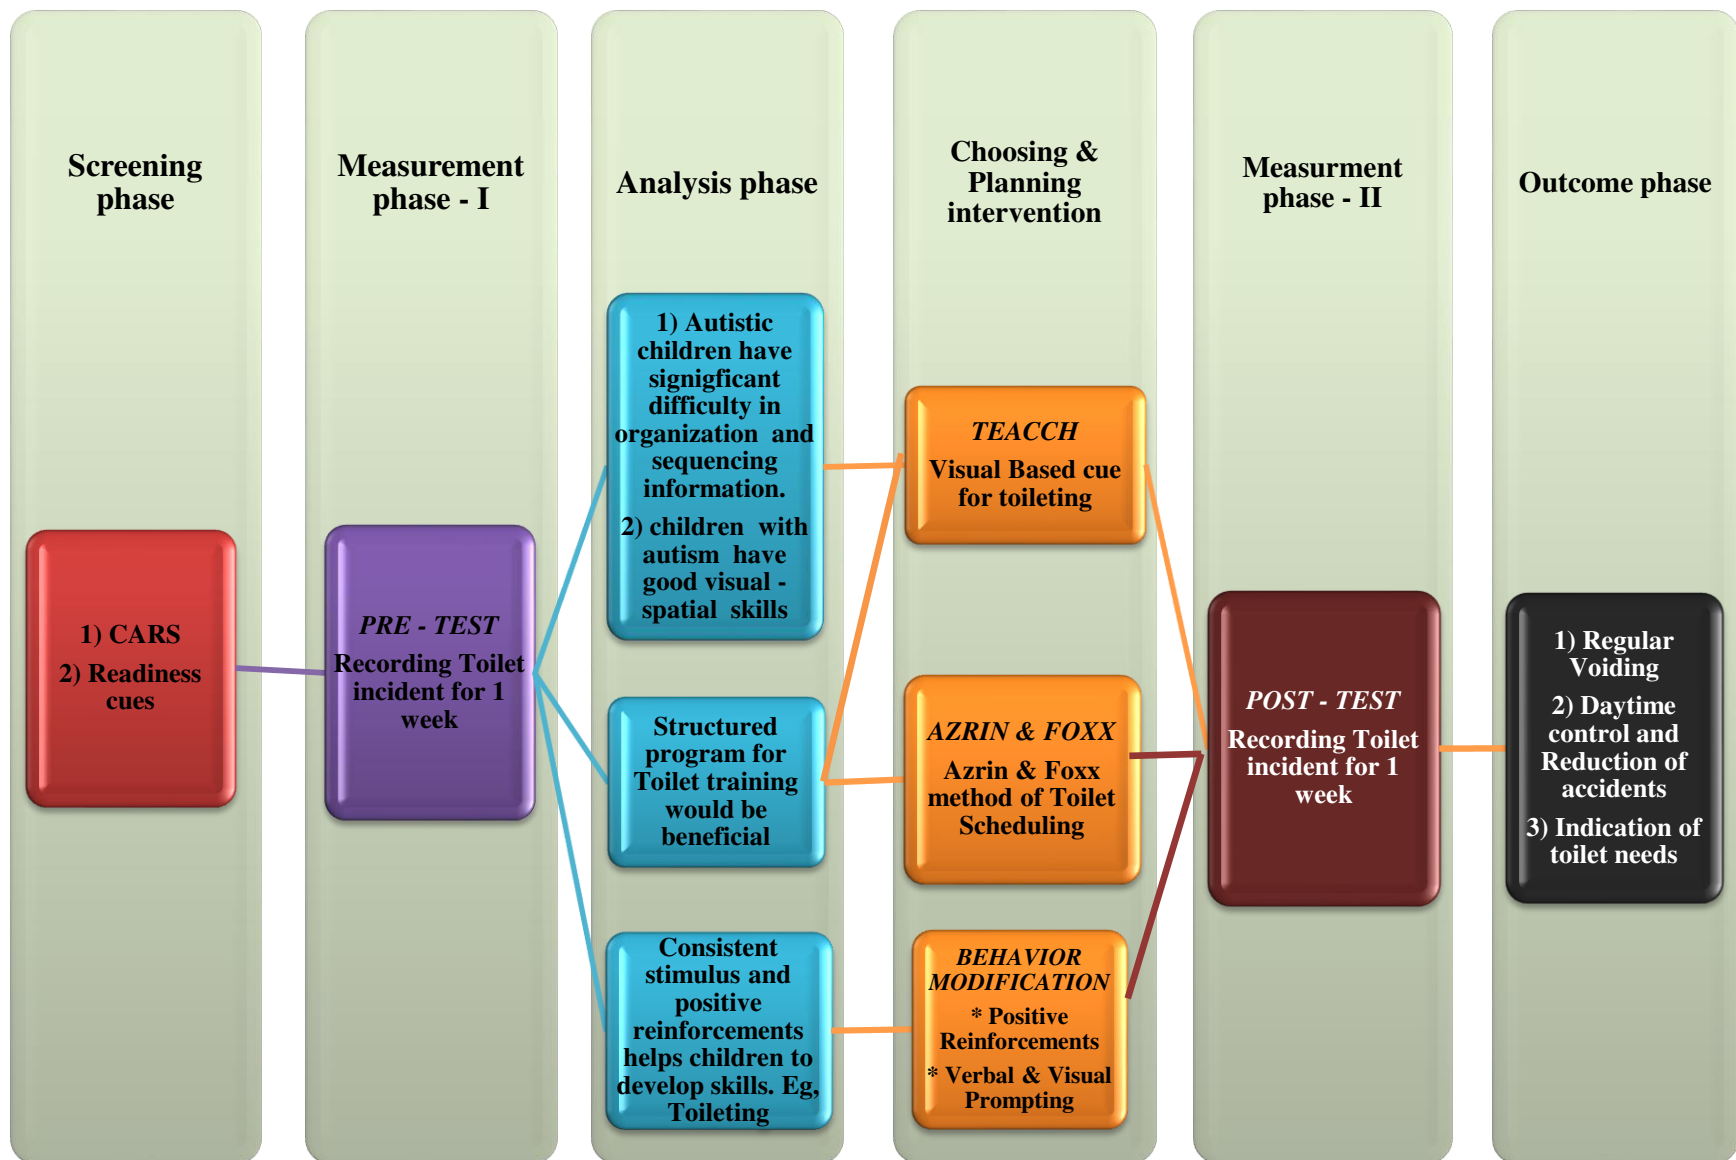 Screening
phase
Measurement
phase - I
Analysis phase
Choosing &
Planning
intervention
Measurment
phase - II
Outcome phase
1) CARS
2) Readiness
cues
PRE - TEST
Recording Toilet
incident for 1
week
1) Autistic
children have
signigficant
difficulty in
organization and
sequencing
information.
2) children with
autism have
good visual -
spatial skills
Structured
program for
Toilet training
would be
beneficial
Consistent
stimulus and
positive
reinforcements
helps children to
develop skills. Eg,
Toileting
TEACCH
Visual Based cue
for toileting
AZRIN & FOXX
Azrin & Foxx
method of Toilet
Scheduling
BEHAVIOR
MODIFICATION
* Positive
Reinforcements
* Verbal & Visual
Prompting
POST - TEST
Recording Toilet
incident for 1
week
1) Regular
Voiding
2) Daytime
control and
Reduction of
accidents
3) Indication of
toilet needs